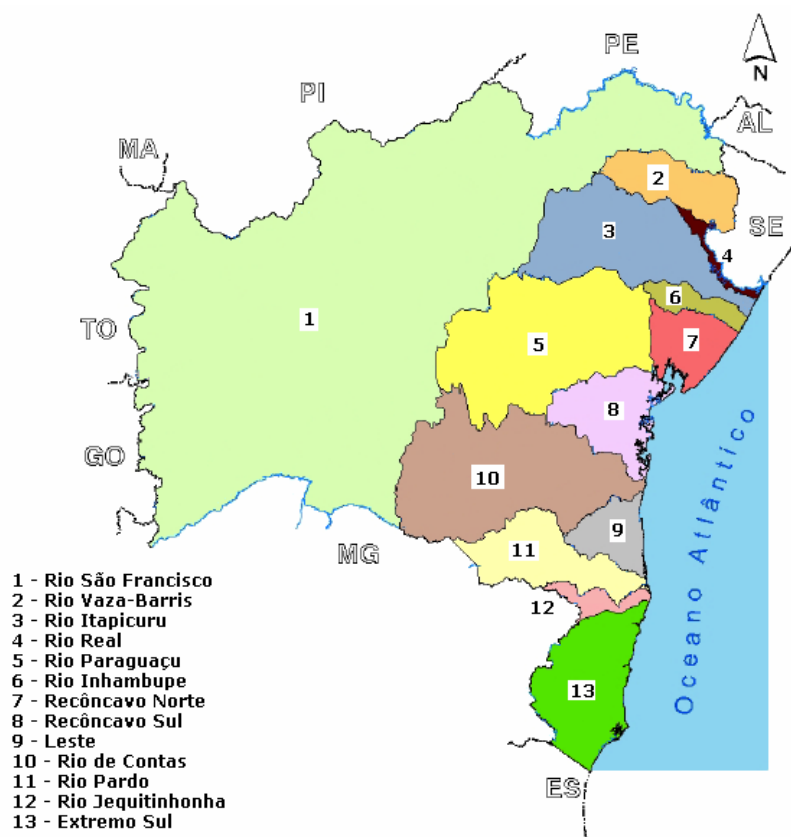 PE
N
PI
AL
MA
2
SE
3
4
6
1
TO
7
5
8
Oceano Atlântico
GO
10
9
MG
11
12
13
ES
1 - Rio São Francisco
2 - Rio Vaza-Barris
3 - Rio Itapicuru
4 - Rio Real
5 - Rio Paraguaçu
6 - Rio Inhambupe
7 - Recôncavo Norte
8 - Recôncavo Sul
9 - Leste
10 - Rio de Contas
11 - Rio Pardo
12 - Rio Jequitinhonha
13 - Extremo Sul